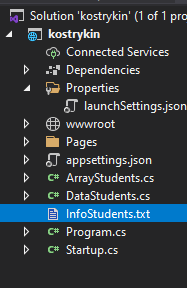 Solution 'kostrykin' (1 of 1 pr
kostrykin
Connected Services
Dependencies
Properties
launchSettings.json
wwwroot
Pages
appsettings.json
C# ArrayStudents.cs
C# DataStudents.cs
InfoStudents.txt
C# Program.cs
C# Startup.cs